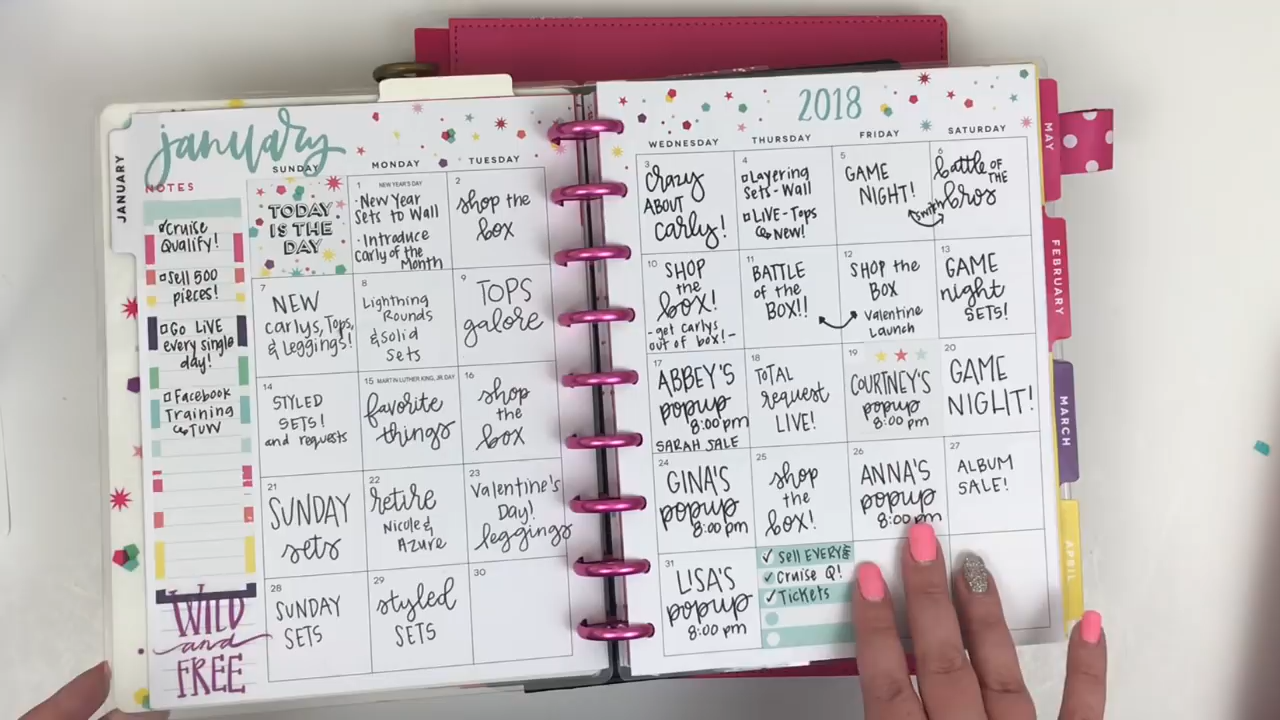 january
2018
JANUARY
NOTES
SUNDAY
MONDAY
TUESDAY
WEDNESDAY
THURSDAY
FRIDAY
SATURDAY
Cruise
Qualify!
Sell 500
pieces!
Go LiVE
every single
day!
Facebook
Training
TUW
WILD
and
FREE
TODAY
IS THE
DAY
1 NEW YEAR'S DAY
· New Year
Sets to Wall
· Introduce
Carly of the
Month
2
shop the
box
3
crazy
ABOUT
carly!
4
Layering
Sets - Wall
LiVE - Tops
New!
5
GAME
NIGHT!
switch
6
battle OF
THE
bros
7
NEW
carlys, Tops,
& Leggings!
8
Lightning
Rounds
& Solid
Sets
9
TOPS
galore
10
SHOP
the
box!
- get carlys
out of box! -
11
BATTLE
of the
BOX!!
12
SHOP the
BOX
Valentine
Launch
13
GAME
night
SETS!
14
STYLED
SETS!
and requests
15 MARTIN LUTHER KING, JR DAY
favorite
things
16
shop
the
box
17
ABBEY'S
popup
8:00 pm
SARAH SALE
18
TOTAL
request
LIVE!
19
COURTNEY'S
popup
8:00 pm
20
GAME
NIGHT!
21
SUNDAY
sets
22
retire
Nicole &
Azure
23
Valentine's
Day!
leggings
24
GINA'S
popup
8:00 pm
25
shop
the
box!
26
ANNA'S
popup
8:00 pm
27
ALBUM
SALE!
28
SUNDAY
SETS
29
styled
SETS
30
31
LISA'S
popup
8:00 pm
Cruise Q!
Tickets
MAY
FEBRUARY
MARCH
APRIL